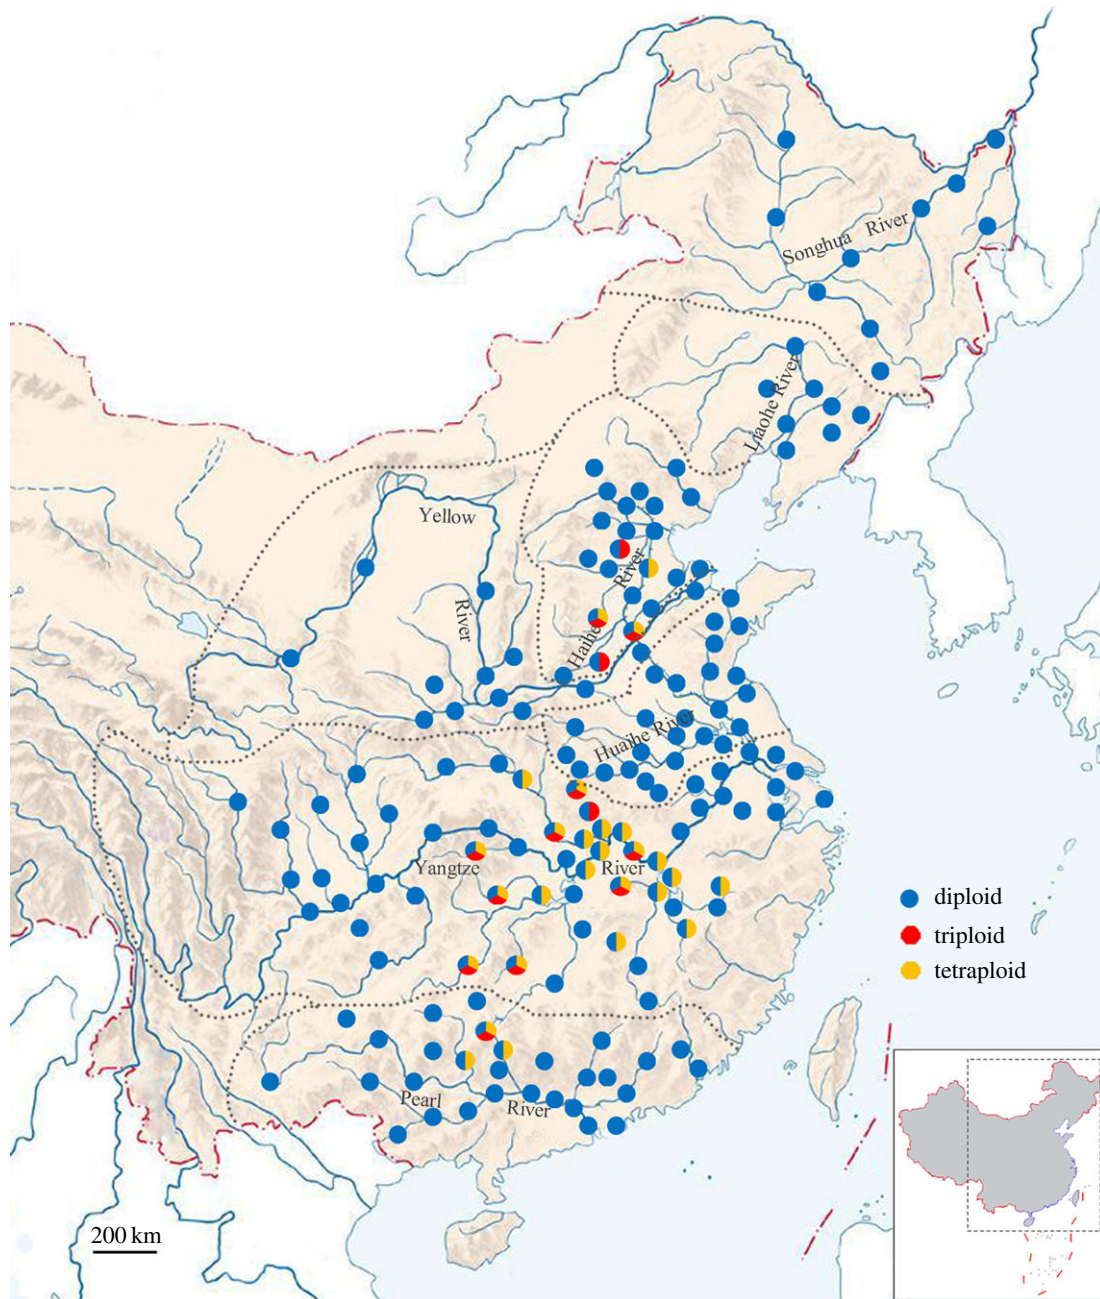 Songhua River
Liaohe River
Yellow
River
Haihe River
Huaihe River
Yangtze River
Pearl River
diploid
triploid
tetraploid
200 km